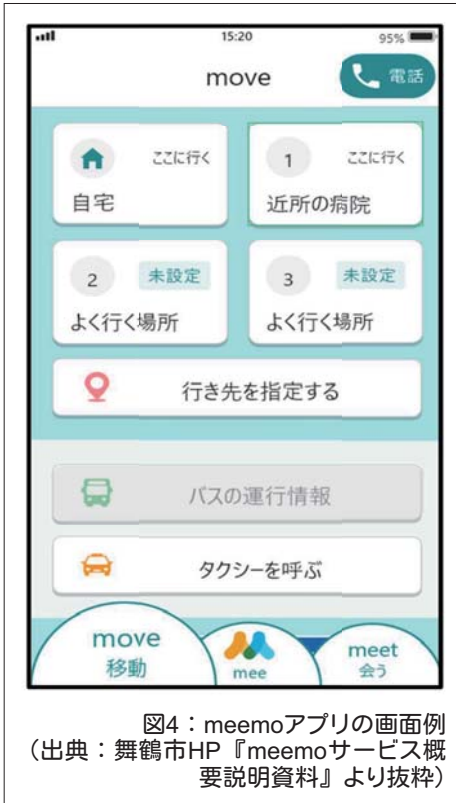 15:20
95%
move
電話
ここに行く
自宅
1
ここに行く
近所の病院
2
未設定
よく行く場所
3
未設定
よく行く場所
行き先を指定する
バスの運行情報
タクシーを呼ぶ
move
移動
mee
meet
会う
図4：meemoアプリの画面例
（出典：舞鶴市HP『meemoサービス概
要説明資料』より抜粋）